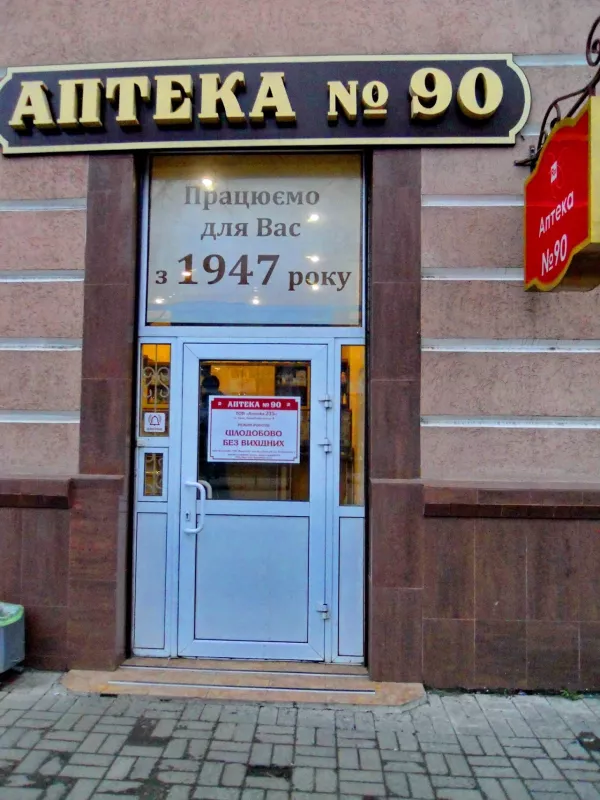 АПТЕКА № 90
Працюємо
для Вас
з 1947 року
Аптека
№90
АПТЕКА № 90
ЦІЛОДОБОВО
БЕЗ ВИХІДНИХ